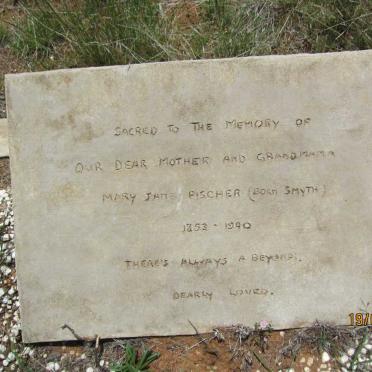 SACRED TO THE MEMORY OF
OUR DEAR MOTHER AND GRANDMAMA
MARY JANE FISCHER (BORN SMYTH)
1853 - 1940
THERE'S ALWAYS A BEYOND.
DEARLY LOVED.
19/